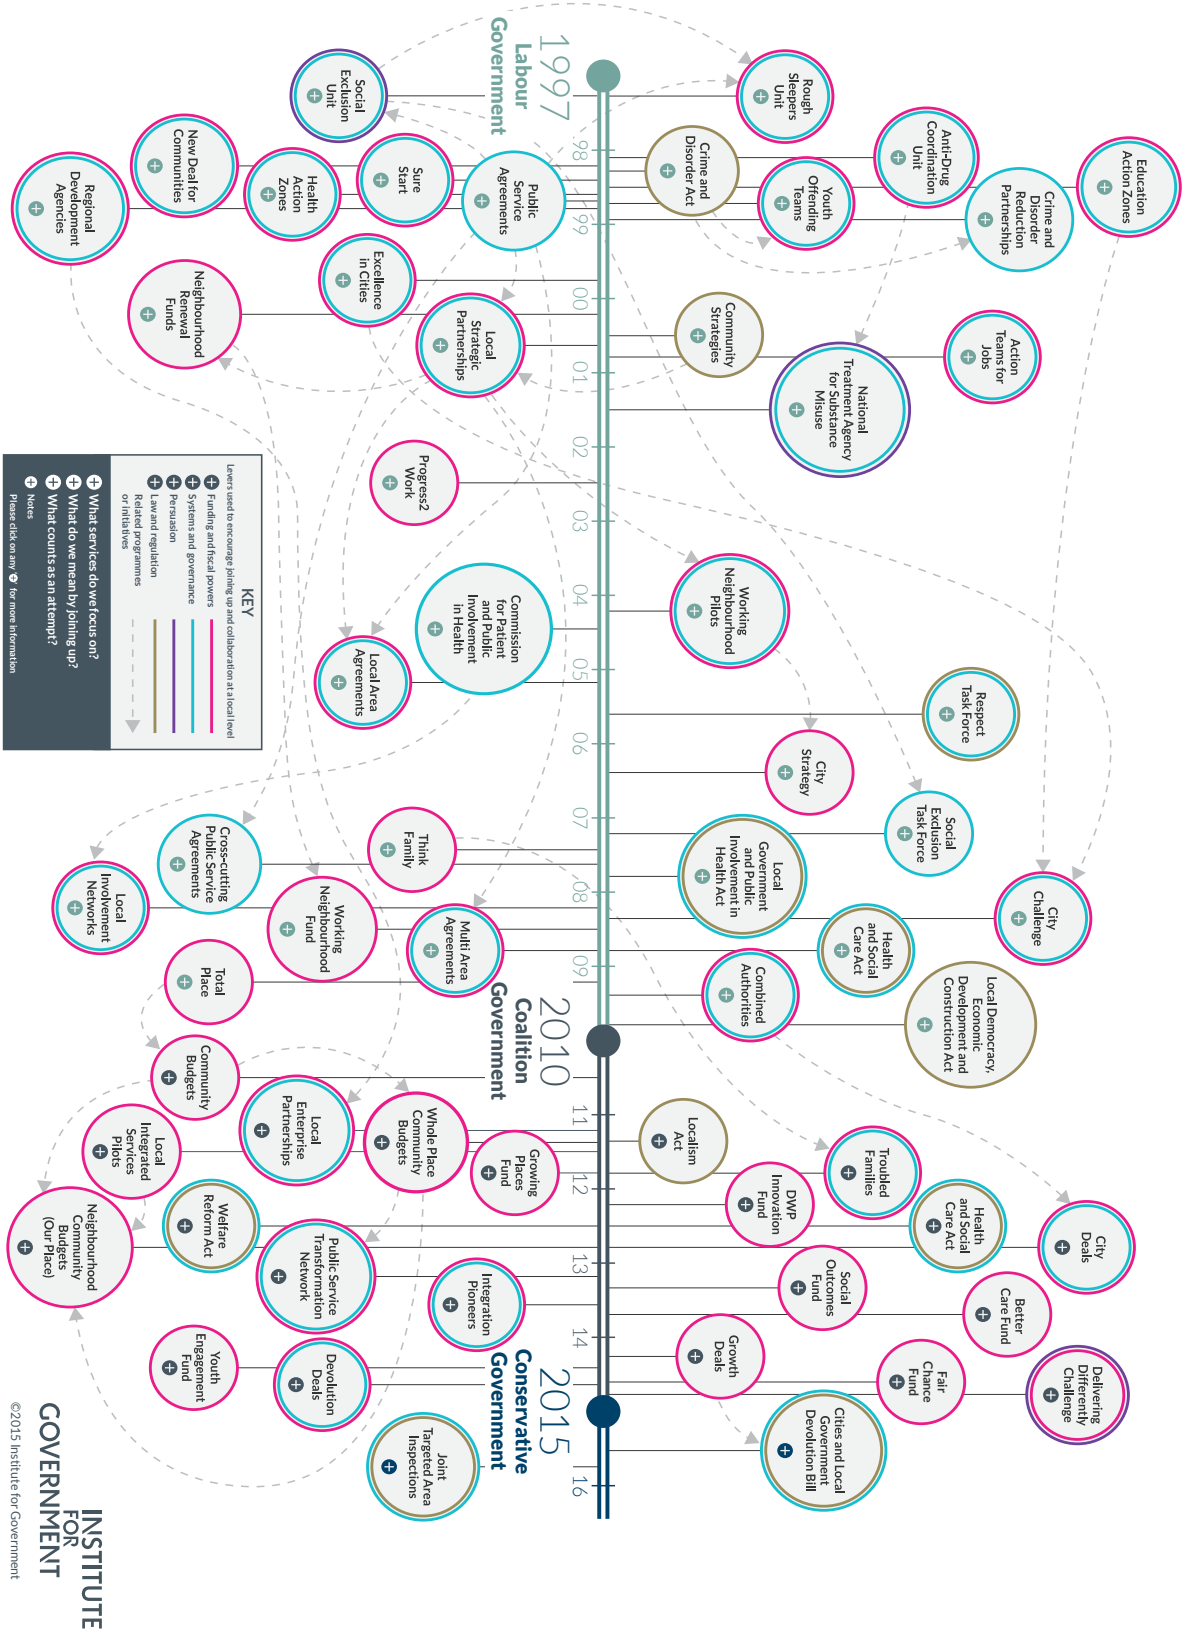 1997
Labour
Government
98
99
00
01
02
03
04
05
06
07
08
09
2010
Coalition
Government
11
12
13
14
2015
Conservative
Government
16
Education
Action Zones
Anti-Drug
Coordination
Unit
Crime and
Disorder
Reduction
Partnerships
Rough
Sleepers
Unit
Youth
Offending
Teams
Crime and
Disorder Act
Action
Teams for
Jobs
National
Treatment Agency
for Substance
Misuse
Community
Strategies
Working
Neighbourhood
Pilots
Respect
Task Force
City
Strategy
Social
Exclusion
Task Force
City
Challenge
Local
Government
and Public
Involvement in
Health Act
Health
and Social
Care Act
Combined
Authorities
Local Democracy,
Economic
Development and
Construction Act
Localism
Act
Troubled
Families
DWP
Innovation
Fund
Health
and Social
Care Act
City
Deals
Social
Outcomes
Fund
Better
Care Fund
Growth
Deals
Fair
Chance
Fund
Delivering
Differently
Challenge
Cities and Local
Government
Devolution Bill
Social
Exclusion
Unit
Public
Service
Agreements
Sure
Start
Health
Action
Zones
New Deal for
Communities
Regional
Development
Agencies
Excellence
in Cities
Neighbourhood
Renewal
Funds
Local
Strategic
Partnerships
Progress2
Work
Commission
for Patient
and Public
Involvement
in Health
Local Area
Agreements
Think
Family
Cross-cutting
Public Service
Agreements
Local
Involvement
Networks
Working
Neighbourhood
Fund
Multi Area
Agreements
Total
Place
Community
Budgets
Local
Enterprise
Partnerships
Whole Place
Community
Budgets
Growing
Places
Fund
Local
Integrated
Services
Pilots
Neighbourhood
Community
Budgets
(Our Place)
Welfare
Reform Act
Public Service
Transformation
Network
Integration
Pioneers
Youth
Engagement
Fund
Devolution
Deals
Joint
Targeted Area
Inspections
KEY
Levers used to encourage joining up and collaboration at a local level
Funding and fiscal powers
Systems and governance
Persuasion
Law and regulation
Related programmes
or initiatives
What services do we focus on?
What do we mean by joining up?
What counts as an attempt?
Notes
Please click on any '+' for more information
INSTITUTE
FOR
GOVERNMENT
©2015 Institute for Government